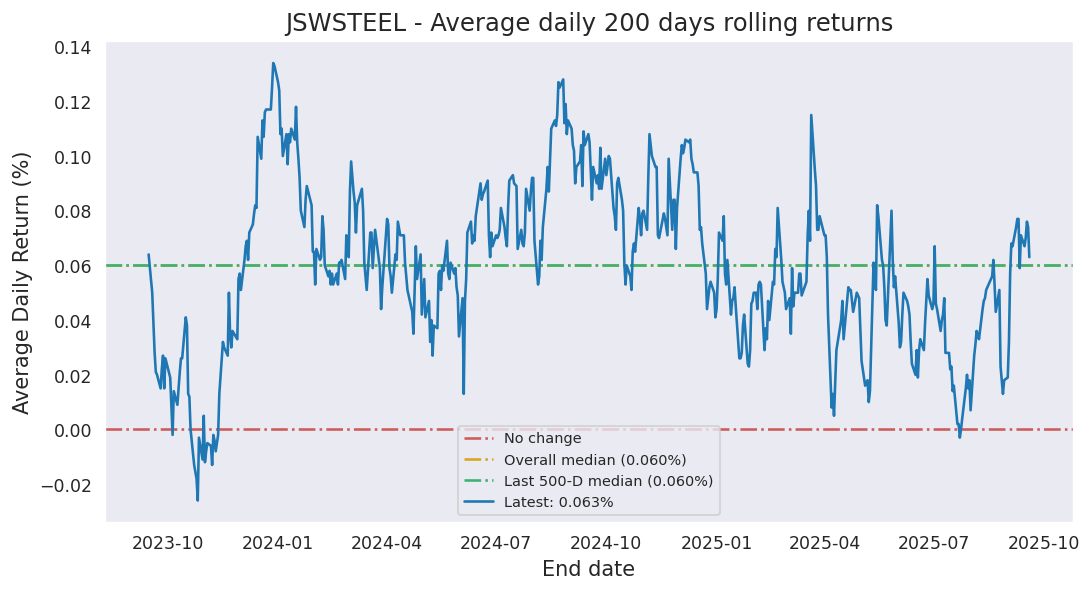 JSWSTEEL - Average daily 200 days rolling returns
Average Daily Return (%)
0.14
0.12
0.10
0.08
0.06
0.04
0.02
0.00
−0.02
No change
Overall median (0.060%)
Last 500-D median (0.060%)
Latest: 0.063%
2023-10 2024-01 2024-04 2024-07 2024-10 2025-01 2025-04 2025-07 2025-10
End date